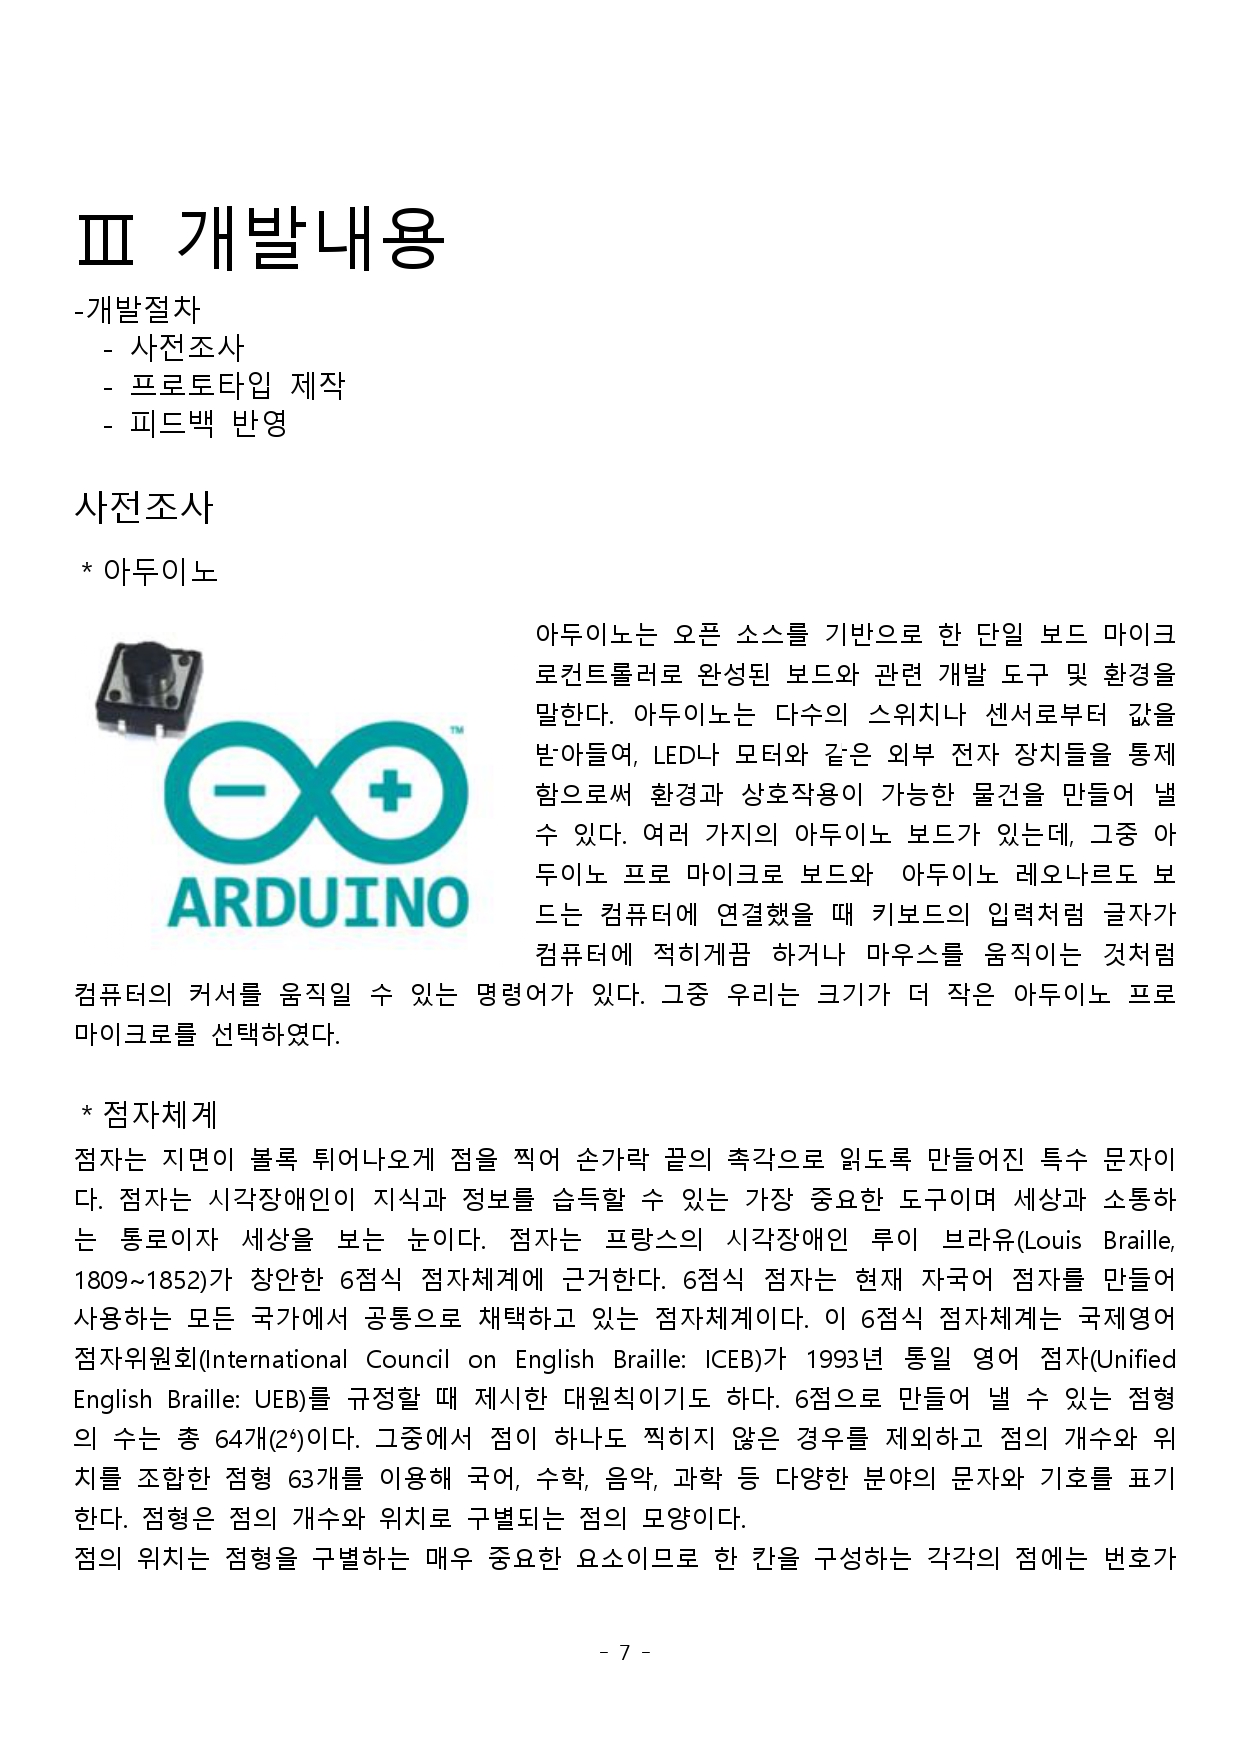 Ⅲ 개발내용
-개발절차
- 사전조사
- 프로토타입 제작
- 피드백 반영
사전조사
* 아두이노
ARDUINO
TM
아두이노는 오픈 소스를 기반으로 한 단일 보드 마이크
로컨트롤러로 완성된 보드와 관련 개발 도구 및 환경을
말한다. 아두이노는 다수의 스위치나 센서로부터 값을
받아들여, LED나 모터와 같은 외부 전자 장치들을 통제
함으로써 환경과 상호작용이 가능한 물건을 만들어 낼
수 있다. 여러 가지의 아두이노 보드가 있는데, 그중 아
두이노 프로 마이크로 보드와 아두이노 레오나르도 보
드는 컴퓨터에 연결했을 때 키보드의 입력처럼 글자가
컴퓨터에 적히게끔 하거나 마우스를 움직이는 것처럼
컴퓨터의 커서를 움직일 수 있는 명령어가 있다. 그중 우리는 크기가 더 작은 아두이노 프로
마이크로를 선택하였다.
* 점자체계
점자는 지면이 볼록 튀어나오게 점을 찍어 손가락 끝의 촉각으로 읽도록 만들어진 특수 문자이
다. 점자는 시각장애인이 지식과 정보를 습득할 수 있는 가장 중요한 도구이며 세상과 소통하
는 통로이자 세상을 보는 눈이다. 점자는 프랑스의 시각장애인 루이 브라유(Louis Braille,
1809~1852)가 창안한 6점식 점자체계에 근거한다. 6점식 점자는 현재 자국어 점자를 만들어
사용하는 모든 국가에서 공통으로 채택하고 있는 점자체계이다. 이 6점식 점자체계는 국제영어
점자위원회(International Council on English Braille: ICEB)가 1993년 통일 영어 점자(Unified
English Braille: UEB)를 규정할 때 제시한 대원칙이기도 하다. 6점으로 만들어 낼 수 있는 점형
의 수는 총 64개(2⁶)이다. 그중에서 점이 하나도 찍히지 않은 경우를 제외하고 점의 개수와 위
치를 조합한 점형 63개를 이용해 국어, 수학, 음악, 과학 등 다양한 분야의 문자와 기호를 표기
한다. 점형은 점의 개수와 위치로 구별되는 점의 모양이다.
점의 위치는 점형을 구별하는 매우 중요한 요소이므로 한 칸을 구성하는 각각의 점에는 번호가
- 7 -